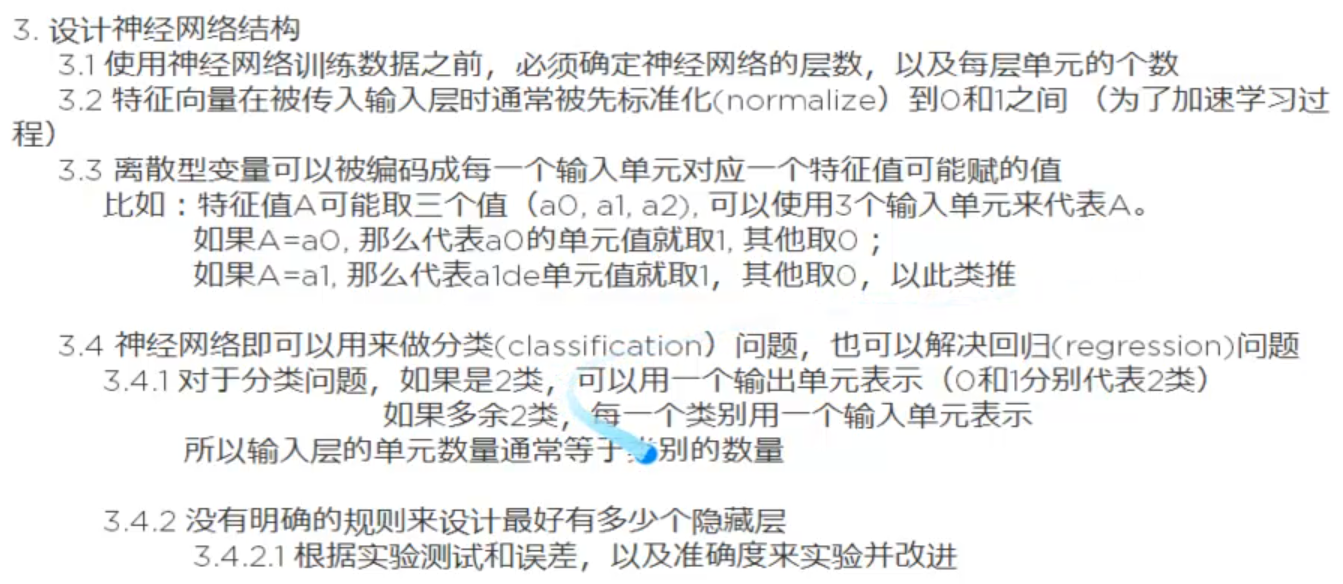 3. 设计神经网络结构
3.1 使用神经网络训练数据之前，必须确定神经网络的层数，以及每层单元的个数
3.2 特征向量在被传入输入层时通常被先标准化(normalize）到0和1之间 （为了加速学习过
程）
3.3 离散型变量可以被编码成每一个输入单元对应一个特征值可能赋的值
比如：特征值A可能取三个值（a0, a1, a2), 可以使用3个输入单元来代表A。
如果A=a0, 那么代表a0的单元值就取1, 其他取0；
如果A=a1, 那么代表a1de单元值就取1，其他取0，以此类推
3.4 神经网络即可以用来做分类(classification）问题，也可以解决回归(regression)问题
3.4.1 对于分类问题，如果是2类，可以用一个输出单元表示（0和1分别代表2类）
如果多余2类，每一个类别用一个输入单元表示
所以输入层的单元数量通常等于类别的数量
3.4.2 没有明确的规则来设计最好有多少个隐藏层
3.4.2.1 根据实验测试和误差，以及准确度来实验并改进